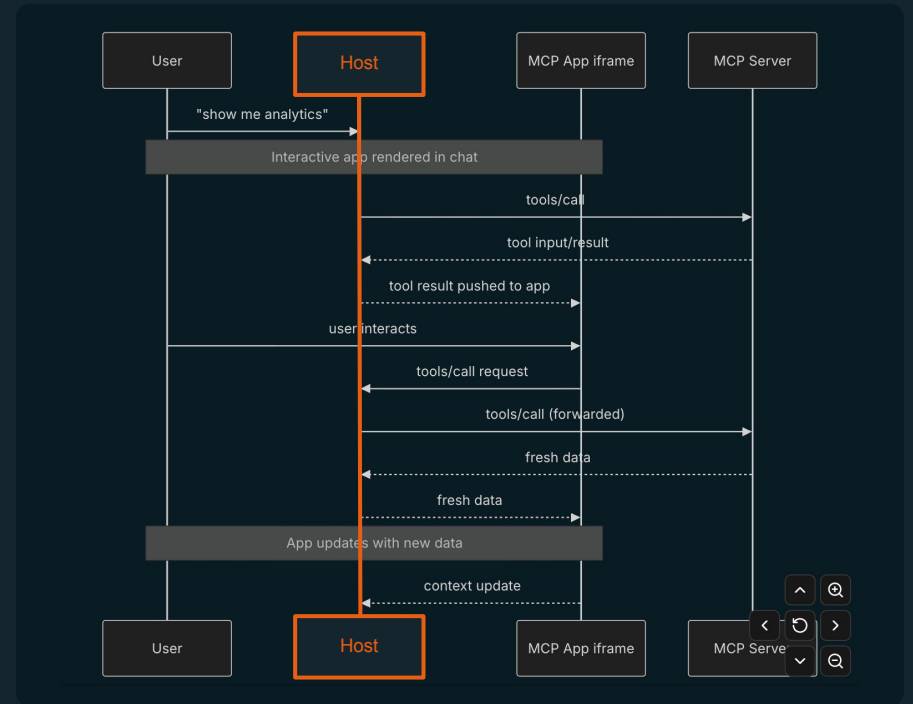 User
Host
MCP App iframe
MCP Server
"show me analytics"
Interactive app rendered in chat
tools/call
tool input/result
tool result pushed to app
user interacts
tools/call request
tools/call (forwarded)
fresh data
fresh data
App updates with new data
context update
User
Host
MCP App iframe
MCP Serve